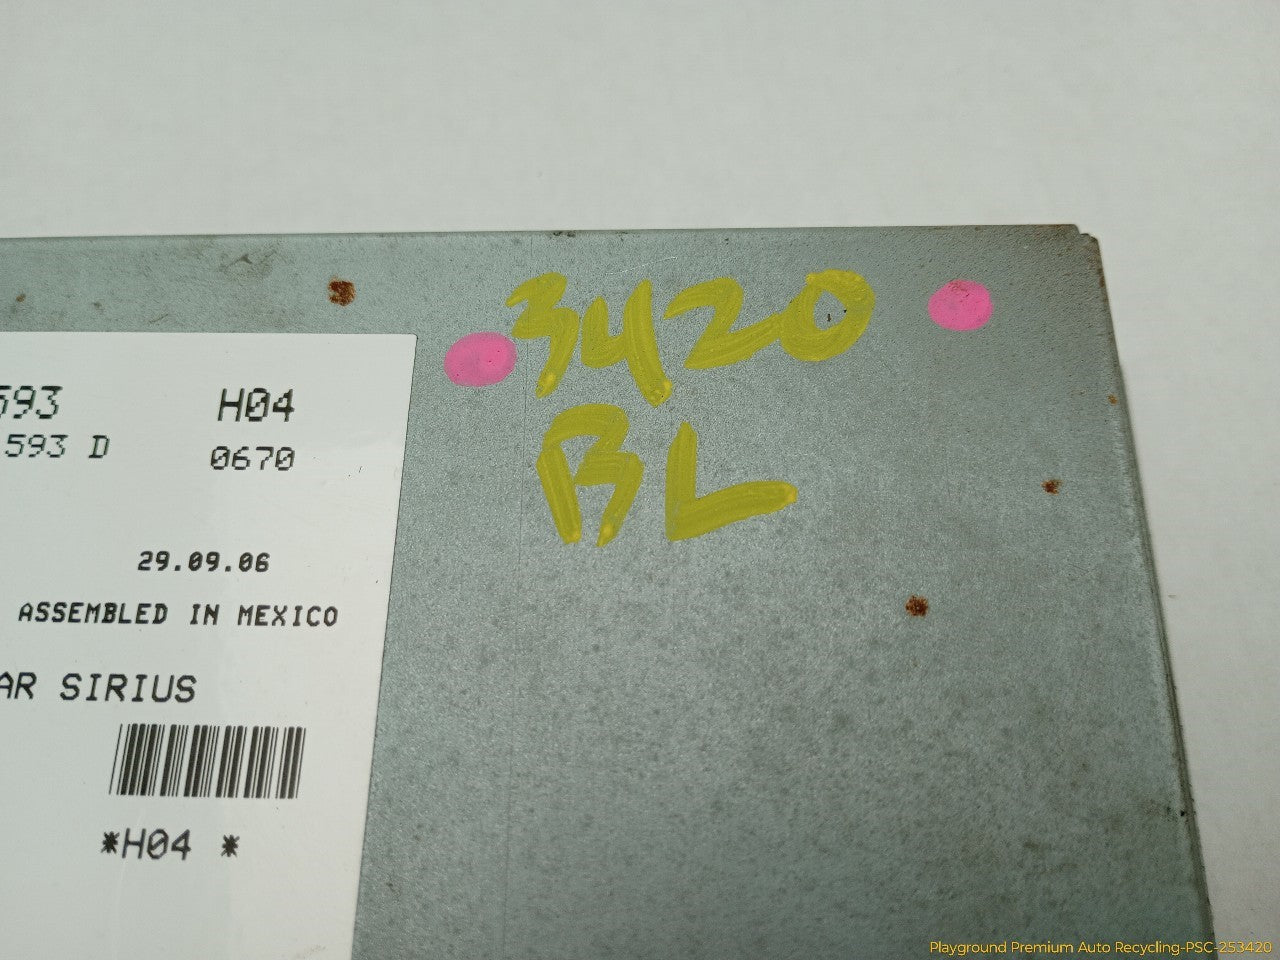 3420
BL
593 H04
593 D 0670
29.09.06
ASSEMBLED IN MEXICO
AR SIRIUS
*H04 *
Playground Premium Auto Recycling-PSC-253420